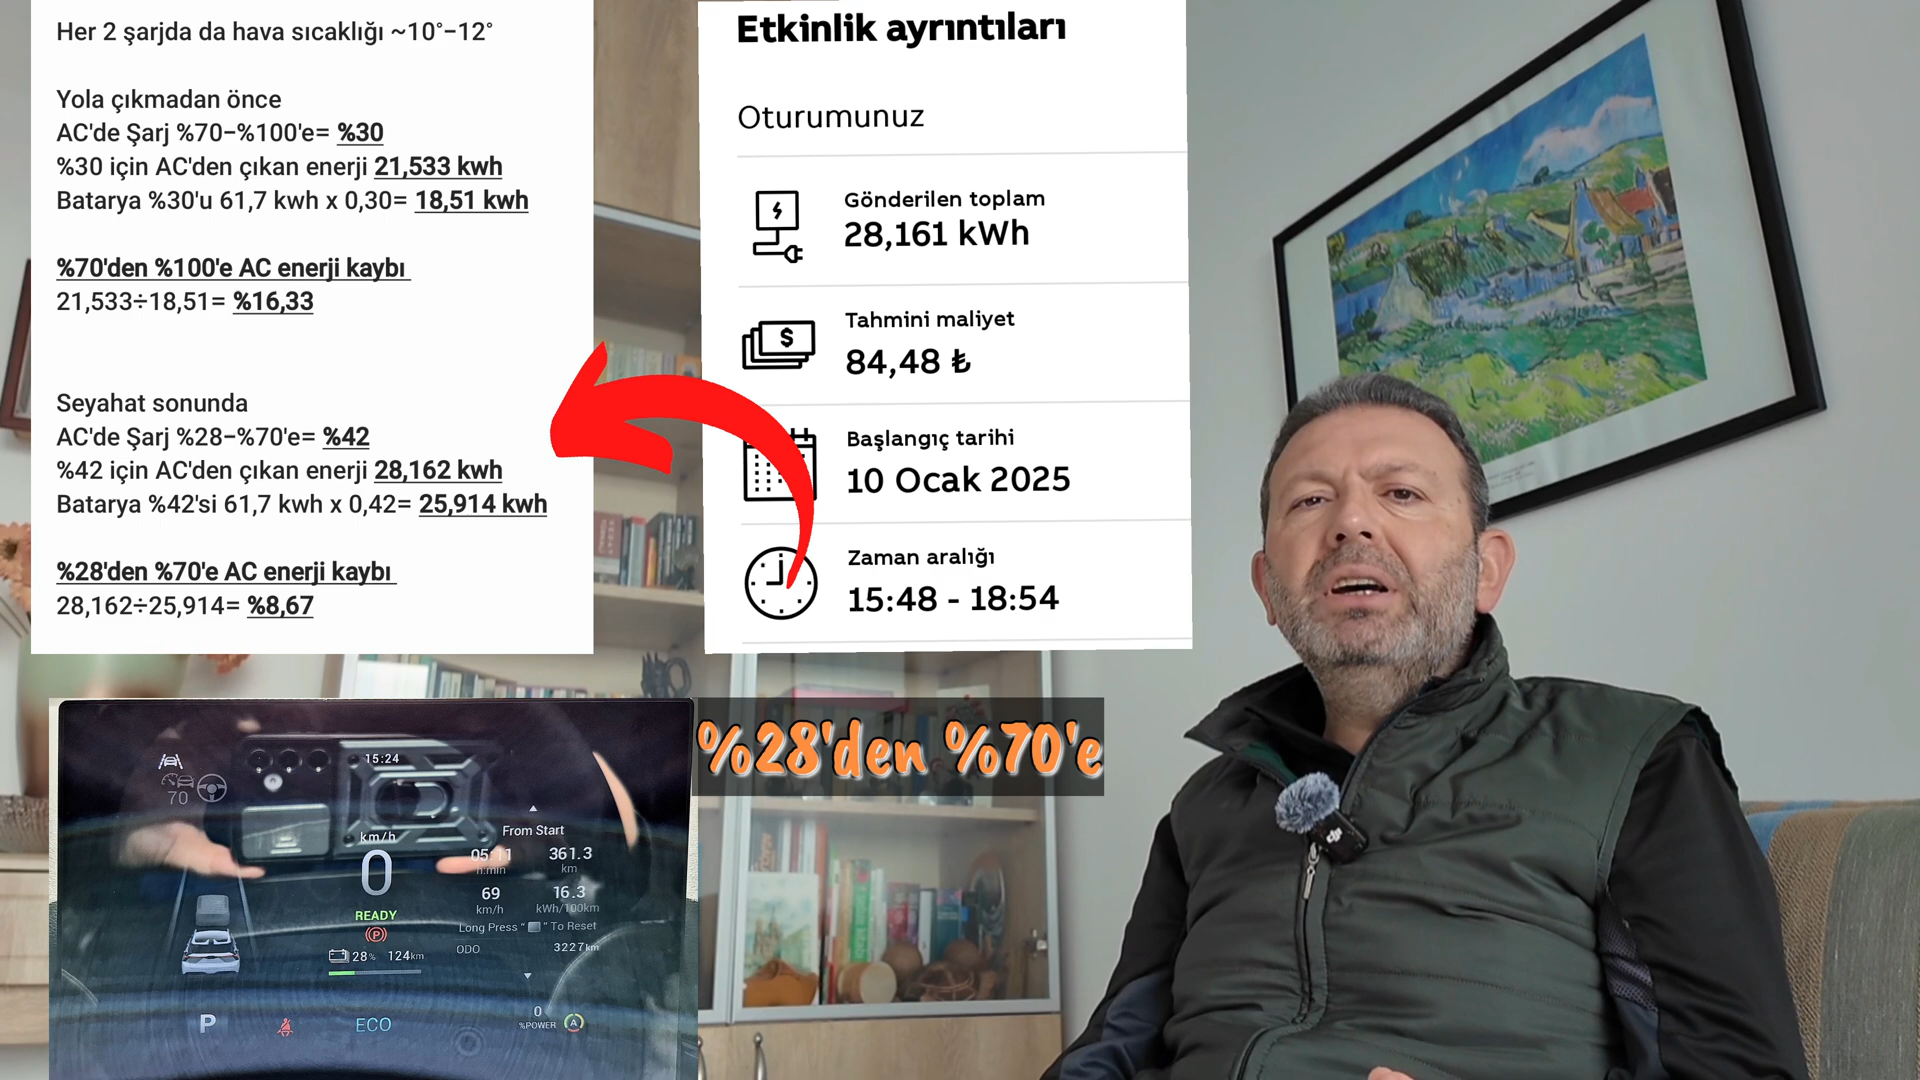 Her 2 şarjda da hava sıcaklığı ~10°–12°
Yola çıkmadan önce
AC'de Şarj %70–%100'e= %30
%30 için AC'den çıkan enerji 21,533 kwh
Batarya %30'u 61,7 kwh x 0,30= 18,51 kwh
%70'den %100'e AC enerji kaybı
21,533÷18,51= %16,33
Seyahat sonunda
AC'de Şarj %28–%70'e= %42
%42 için AC'den çıkan enerji 28,162 kwh
Batarya %42'si 61,7 kwh x 0,42= 25,914 kwh
%28'den %70'e AC enerji kaybı
28,162÷25,914= %8,67
Etkinlik ayrıntıları
Oturumunuz
Gönderilen toplam
28,161 kWh
$
Tahmini maliyet
84,48 ₺
Başlangıç tarihi
10 Ocak 2025
Zaman aralığı
15:48 - 18:54
%28'den %70'e
15:24
70
km/h
0
READY
P
28% 124km
From Start
05:11 361.3
h:min km
69 16.3
km/h kWh/100km
Long Press " " To Reset
ODO 3227km
P
ECO
0
%POWER A